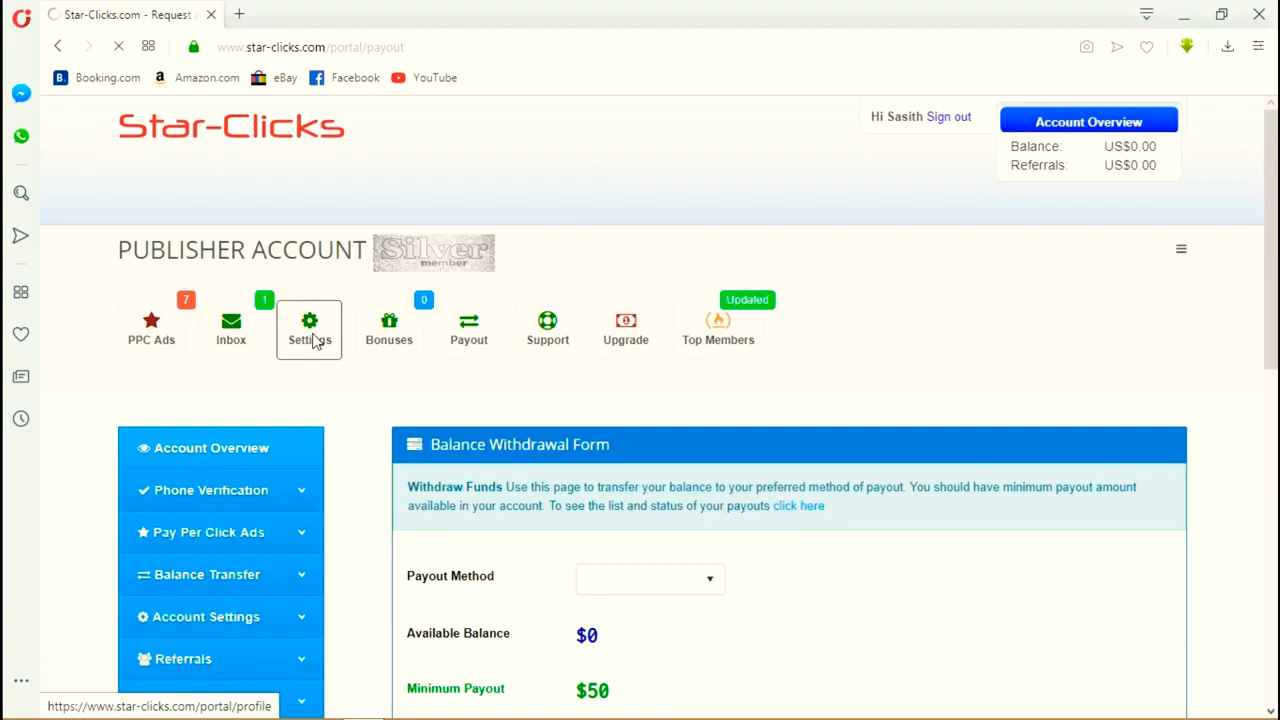 Star-Clicks.com - Request
www.star-clicks.com/portal/payout
Booking.com Amazon.com eBay Facebook YouTube
Star-Clicks
Hi Sasith Sign out
Account Overview
Balance: US$0.00
Referrals: US$0.00
PUBLISHER ACCOUNT Silver member
7 1 0 Updated
PPC Ads Inbox Settings Bonuses Payout Support Upgrade Top Members
Account Overview
Phone Verification
Pay Per Click Ads
Balance Transfer
Account Settings
Referrals
Balance Withdrawal Form
Withdraw Funds Use this page to transfer your balance to your preferred method of payout. You should have minimum payout amount
available in your account. To see the list and status of your payouts click here
Payout Method
Available Balance $0
Minimum Payout $50
https://www.star-clicks.com/portal/profile